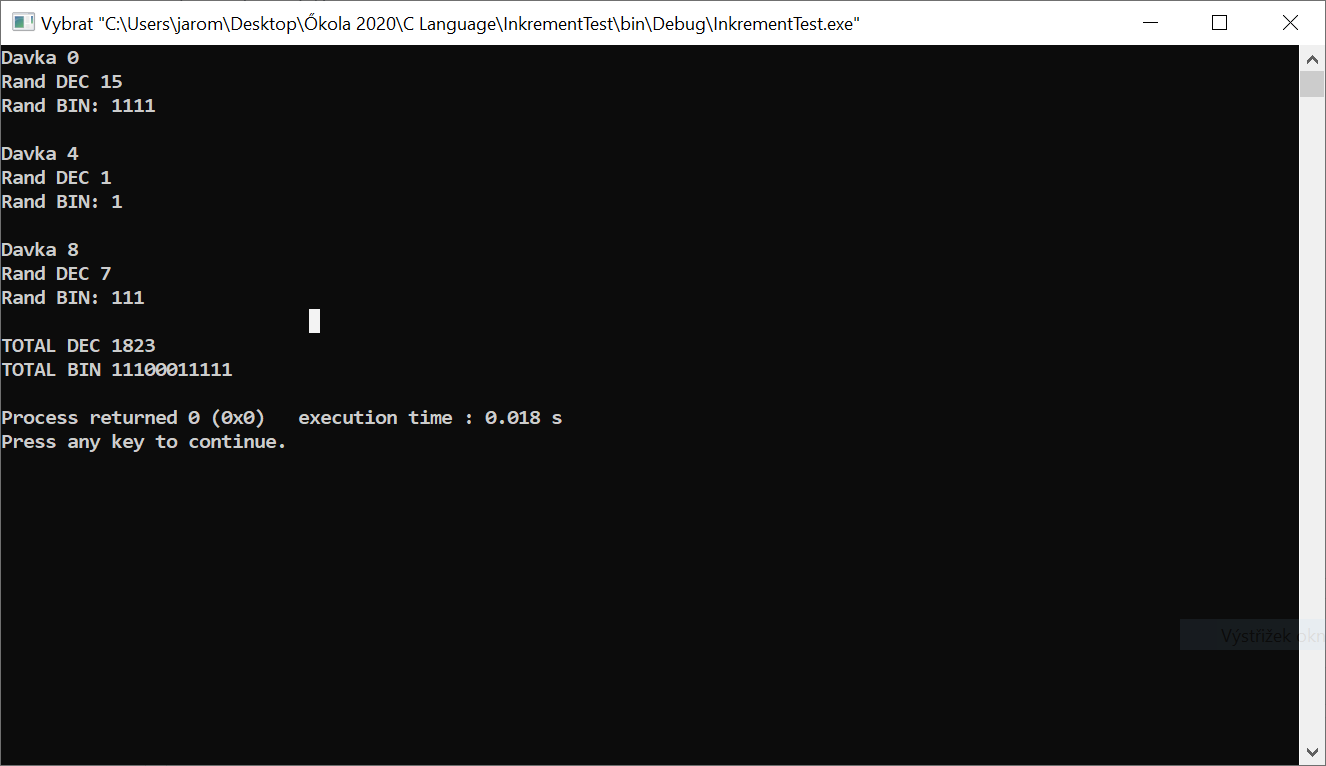 Vybrat "C:\Users\jarom\Desktop\Őkola 2020\C Language\InkrementTest\bin\Debug\InkrementTest.exe"
Davka 0
Rand DEC 15
Rand BIN: 1111
Davka 4
Rand DEC 1
Rand BIN: 1
Davka 8
Rand DEC 7
Rand BIN: 111
TOTAL DEC 1823
TOTAL BIN 11100011111
Process returned 0 (0x0)   execution time : 0.018 s
Press any key to continue.
Výstřižek okn